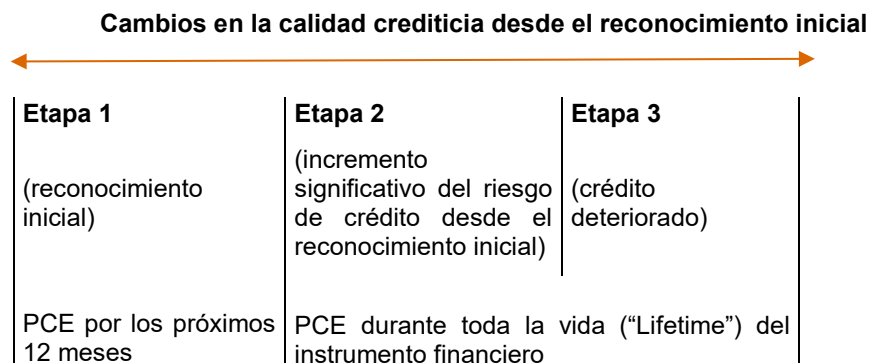 Cambios en la calidad crediticia desde el reconocimiento inicial
Etapa 1
(reconocimiento
inicial)
PCE por los próximos
12 meses
Etapa 2
(incremento
significativo del riesgo
de crédito desde el
reconocimiento inicial)
Etapa 3
(crédito
deteriorado)
PCE durante toda la vida (“Lifetime”) del
instrumento financiero